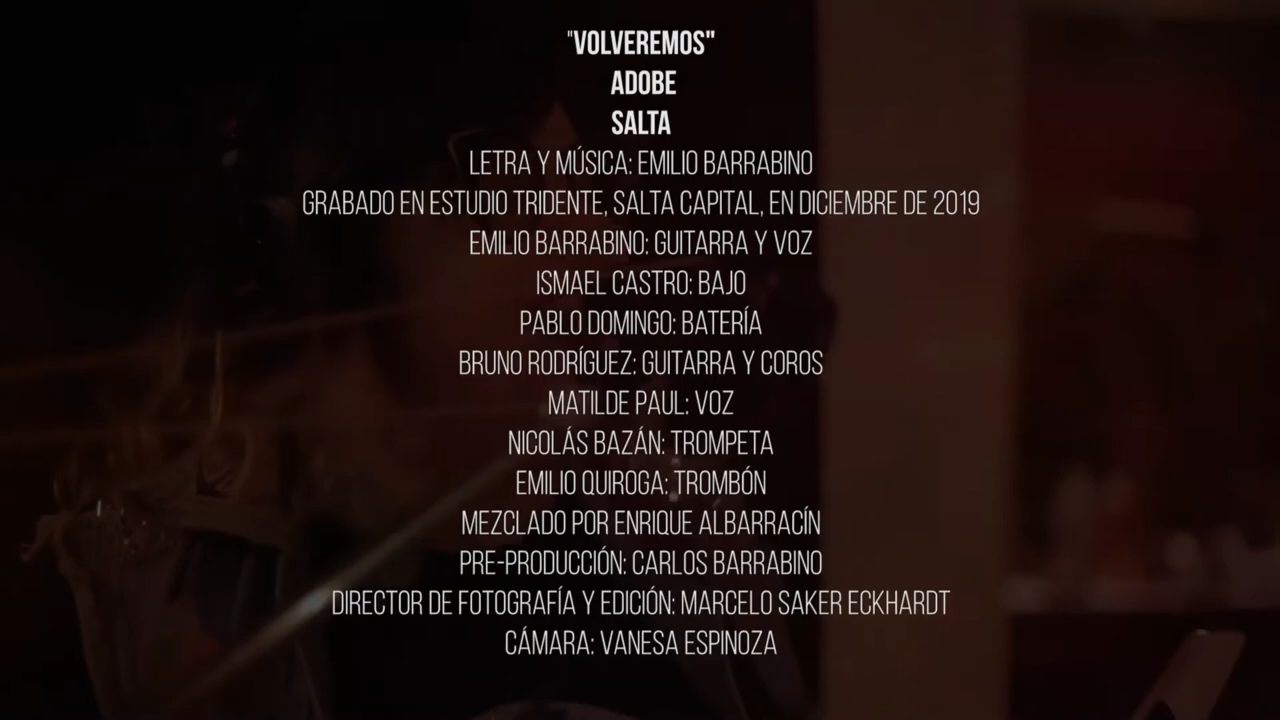 "VOLVEREMOS"
ADOBE
SALTA
LETRA Y MÚSICA: EMILIO BARRABINO
GRABADO EN ESTUDIO TRIDENTE, SALTA CAPITAL, EN DICIEMBRE DE 2019
EMILIO BARRABINO: GUITARRA Y VOZ
ISMAEL CASTRO: BAJO
PABLO DOMINGO: BATERÍA
BRUNO RODRÍGUEZ: GUITARRA Y COROS
MATILDE PAUL: VOZ
NICOLÁS BAZÁN: TROMPETA
EMILIO QUIROGA: TROMBÓN
MEZCLADO POR ENRIQUE ALBARRACÍN
PRE-PRODUCCIÓN: CARLOS BARRABINO
DIRECTOR DE FOTOGRAFÍA Y EDICIÓN: MARCELO SAKER ECKHARDT
CÁMARA: VANESA ESPINOZA